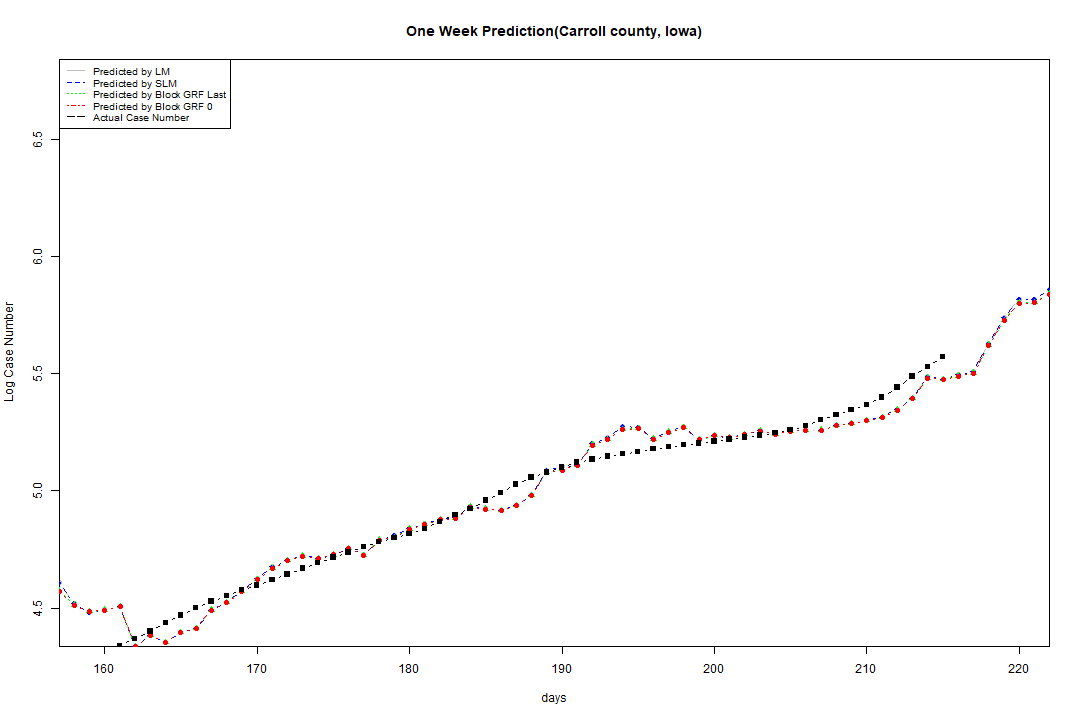 One Week Prediction(Carroll county, Iowa)
Predicted by LM
Predicted by SLM
Predicted by Block GRF Last
Predicted by Block GRF 0
Actual Case Number
6.5
6.0
5.5
5.0
4.5
Log Case Number
160 170 180 190 200 210 220
days